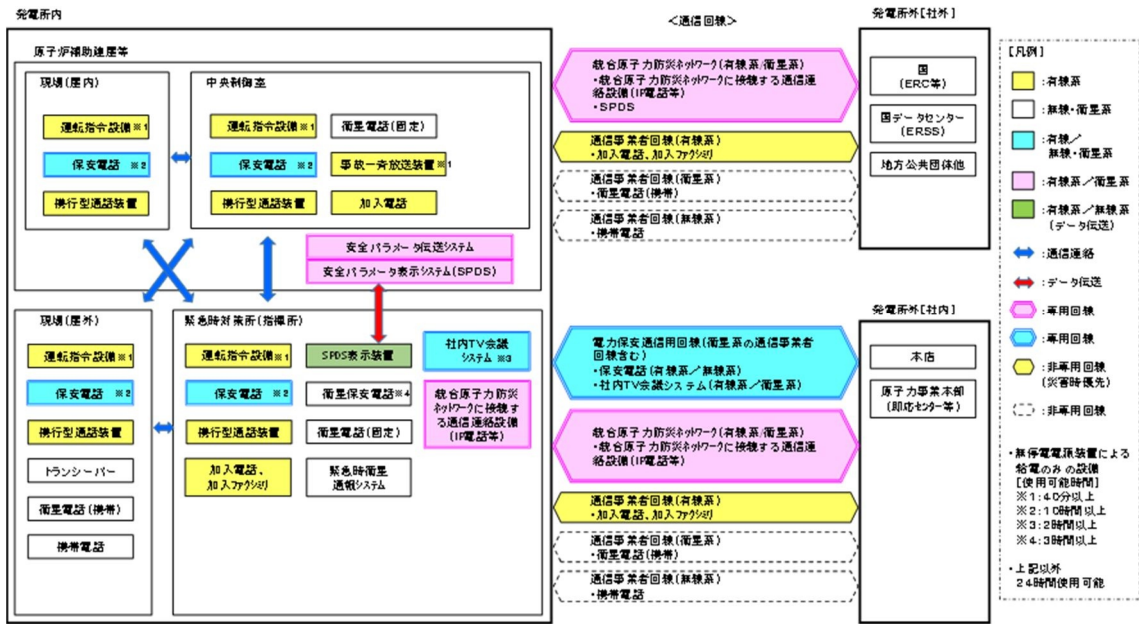 発電所内
原子炉補助建屋等
現場(屋内)
運転指令設備※1
保安電話 ※2
携行型通話装置
中央制御室
運転指令設備※1
衛星電話(固定)
保安電話 ※2
事故一斉放送装置※1
携行型通話装置
加入電話
安全パラメータ伝送システム
安全パラメータ表示システム(SPDS)
現場(屋外)
運転指令設備※1
保安電話 ※2
携行型通話装置
トランシーバー
衛星電話(携帯)
携帯電話
緊急時対策所(指揮所)
運転指令設備※1
SPDS表示装置
社内TV会議
システム ※3
保安電話 ※2
衛星保安電話※4
統合原子力防災
ネットワークに接続す
る通信連絡設備
(IP電話等)
携行型通話装置
衛星電話(固定)
加入電話、
加入ファクシミリ
緊急時衛星
通報システム
<通信回線>
統合原子力防災ネットワーク(有線系/衛星系)
・統合原子力防災ネットワークに接続する通信連
絡設備(IP電話等)
・SPDS
通信事業者回線(有線系)
・加入電話、加入ファクシミリ
通信事業者回線(衛星系)
・衛星電話(携帯)
通信事業者回線(無線系)
・携帯電話
電力保安通信用回線(衛星系の通信事業者
回線含む)
・保安電話(有線系/無線系)
・社内TV会議システム(有線系/衛星系)
統合原子力防災ネットワーク(有線系/衛星系)
・統合原子力防災ネットワークに接続する通信連
絡設備(IP電話等)
通信事業者回線(有線系)
・加入電話、加入ファクシミリ
通信事業者回線(衛星系)
・衛星電話(携帯)
通信事業者回線(無線系)
・携帯電話
発電所外[社外]
国
(ERC等)
国データセンター
(ERSS)
地方公共団体他
発電所外[社内]
本店
原子力事業本部
(即応センター等)
[凡例]
:有線系
:無線・衛星系
:有線/
無線・衛星系
:有線系/衛星系
:有線系/無線系
(データ伝送)
:通信連絡
:データ伝送
:専用回線
:専用回線
:非専用回線
(災害時優先)
:非専用回線
・無停電電源装置による
給電のみの設備
[使用可能時間]
※1:40分以上
※2:10時間以上
※3:2時間以上
※4:3時間以上
・上記以外
24時間使用可能